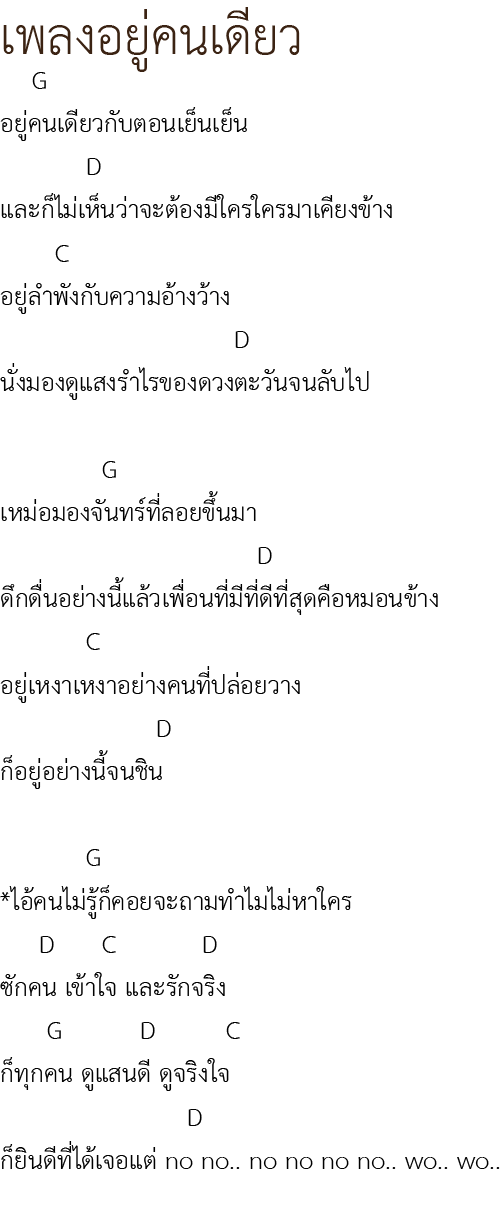 เพลงอยู่คนเดียว
G
อยู่คนเดียวกับตอนเย็นเย็น
D
และก็ไม่เห็นว่าจะต้องมีใครใครมาเคียงข้าง
C
อยู่ลำพังกับความอ้างว้าง
D
นั่งมองดูแสงรำไรของดวงตะวันจนลับไป
G
เหม่อมองจันทร์ที่ลอยขึ้นมา
D
ดึกดื่นอย่างนี้แล้วเพื่อนที่มีที่ดีที่สุดคือหมอนข้าง
C
อยู่เหงาเหงาอย่างคนที่ปล่อยวาง
D
ก็อยู่อย่างนี้จนชิน
G
*ไอ้คนไม่รู้ก็คอยจะถามทำไมไม่หาใคร
D C D
ซักคน เข้าใจ และรักจริง
G D C
ก็ทุกคน ดูแสนดี ดูจริงใจ
D
ก็ยินดีที่ได้เจอแต่ no no.. no no no no.. wo.. wo..